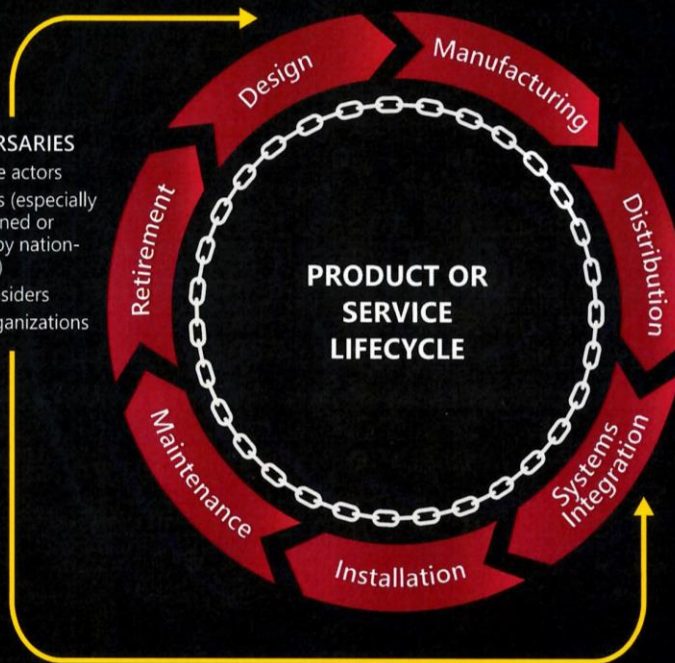 RSARIES
e actors
s (especially
ned or
by nation-
)
siders
ganizations
Design
Manufacturing
Distribution
Systems
Integration
Installation
Maintenance
Retirement
PRODUCT OR
SERVICE
LIFECYCLE